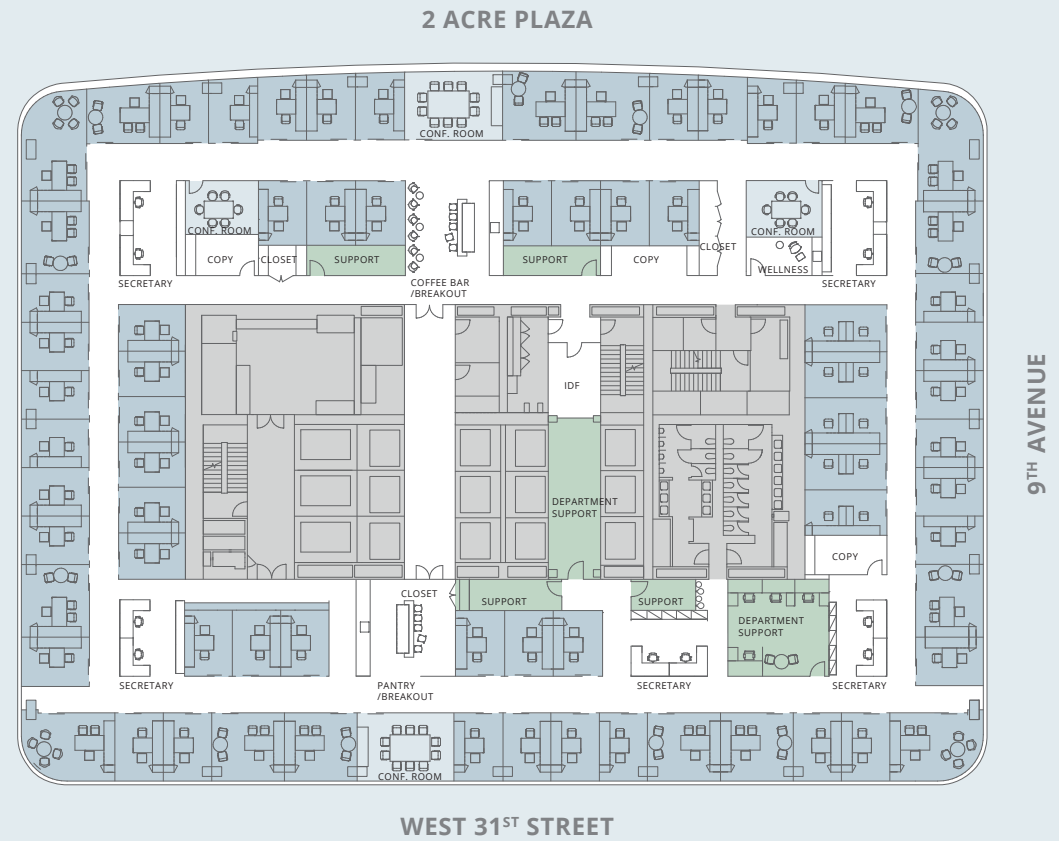 2 ACRE PLAZA
CONF. ROOM
CONF. ROOM
CONF. ROOM
COPY
CLOSET
SUPPORT
SUPPORT
COPY
CLOSET
WELLNESS
SECRETARY
COFFEE BAR
/BREAKOUT
SECRETARY
IDF
9TH AVENUE
DEPARTMENT
SUPPORT
COPY
CLOSET
SUPPORT
SUPPORT
DEPARTMENT
SUPPORT
SECRETARY
PANTRY
/BREAKOUT
SECRETARY
SECRETARY
CONF. ROOM
WEST 31ST STREET